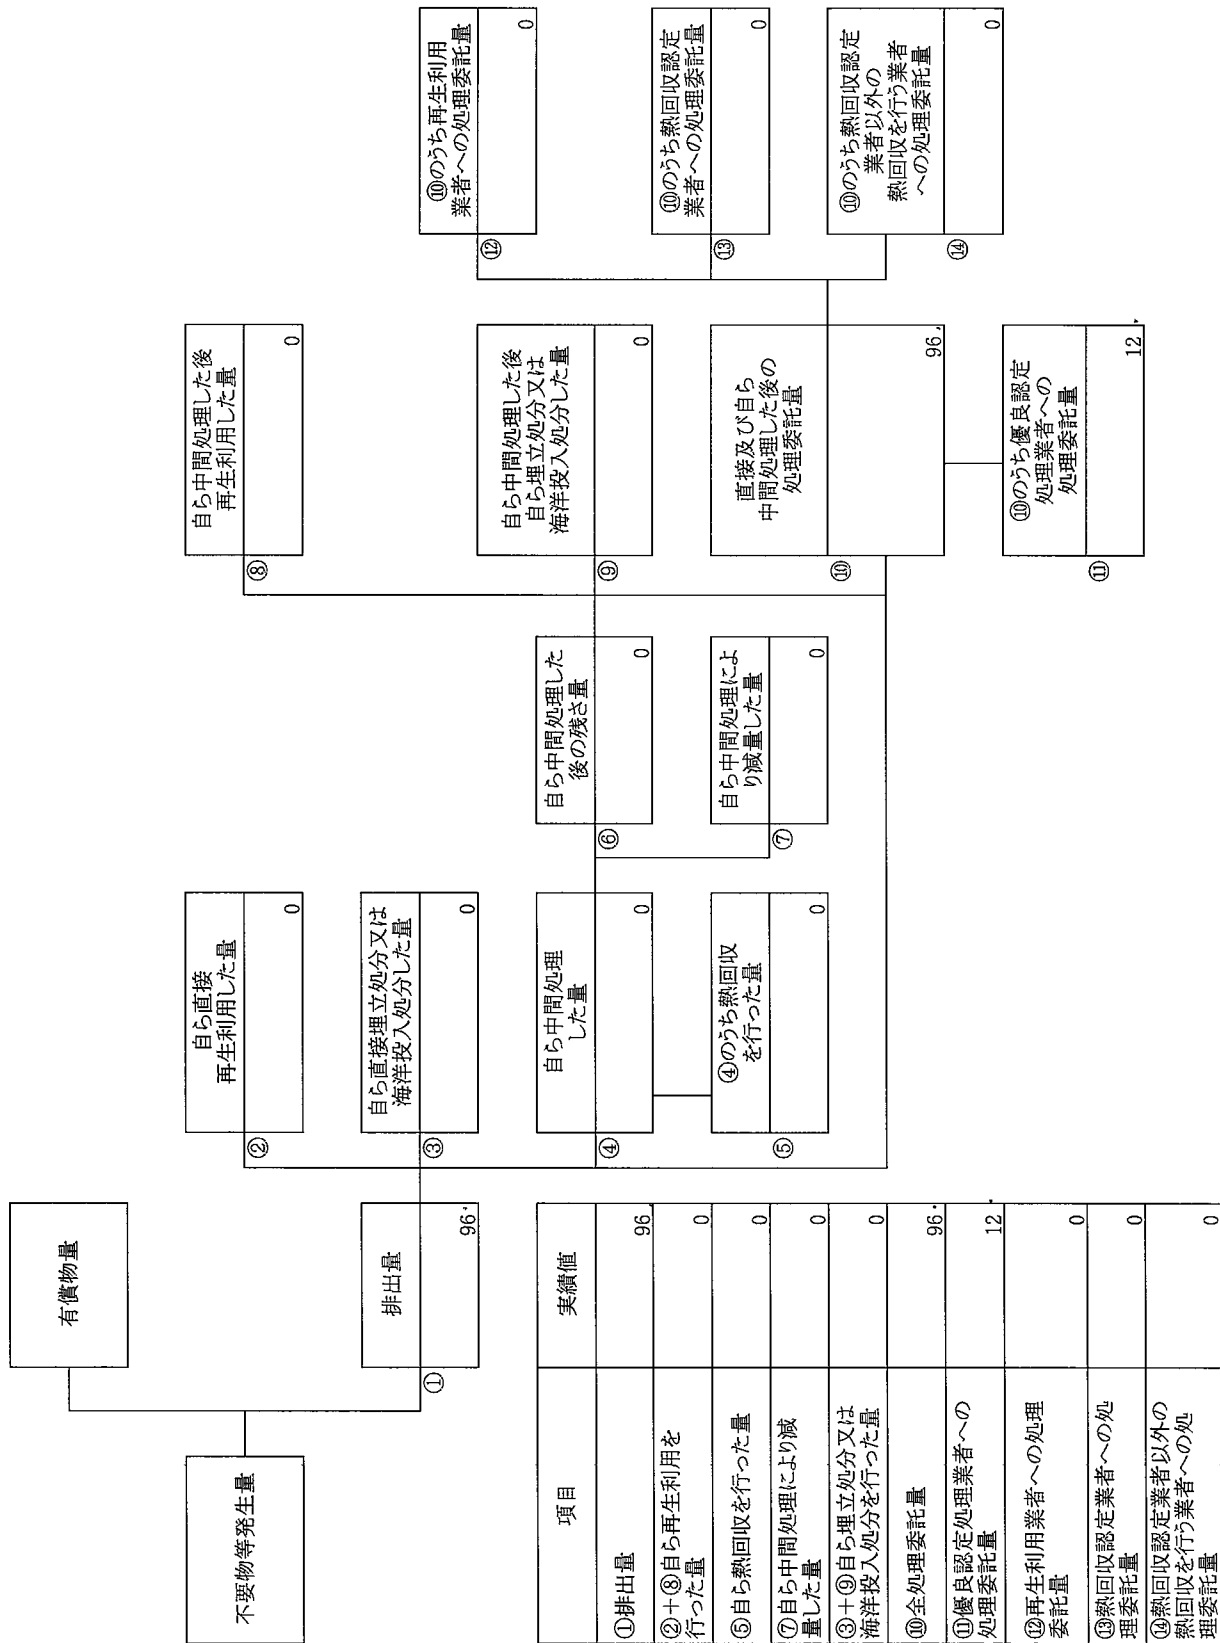 不要物等発生量
有償物量
①
排出量
96.
②
自ら直接
再生利用した量
0
③
自ら直接埋立処分又は
海洋投入処分した量
0
④
自ら中間処理
した量
0
⑤
④のうち熱回収
を行った量
0
⑥
自ら中間処理した
後の残さ量
0
⑦
自ら中間処理によ
り減量した量
0
⑧
自ら中間処理した後
再生利用した量
0
⑨
自ら中間処理した後
自ら埋立処分又は
海洋投入処分した量
0
⑩
直接及び自ら
中間処理した後の
処理委託量
96.
⑪
⑩のうち優良認定
処理業者への
処理委託量
12.
⑫
⑩のうち再生利用
業者への処理委託量
0
⑬
⑩のうち熱回収認定
業者への処理委託量
0
⑭
⑩のうち熱回収認定
業者以外の
熱回収を行う業者
への処理委託量
0
項目 実績値
①排出量 96
②+⑧自ら再生利用を
行った量 0
⑤自ら熱回収を行った量 0
⑦自ら中間処理により減
量した量 0
③+⑨自ら埋立処分又は
海洋投入処分を行った量 0
⑩全処理委託量 96.
⑪優良認定処理業者への
処理委託量 12.
⑫再生利用業者への処理
委託量 0
⑬熱回収認定業者への処
理委託量 0
⑭熱回収認定業者以外の
熱回収を行う業者への処
理委託量 0